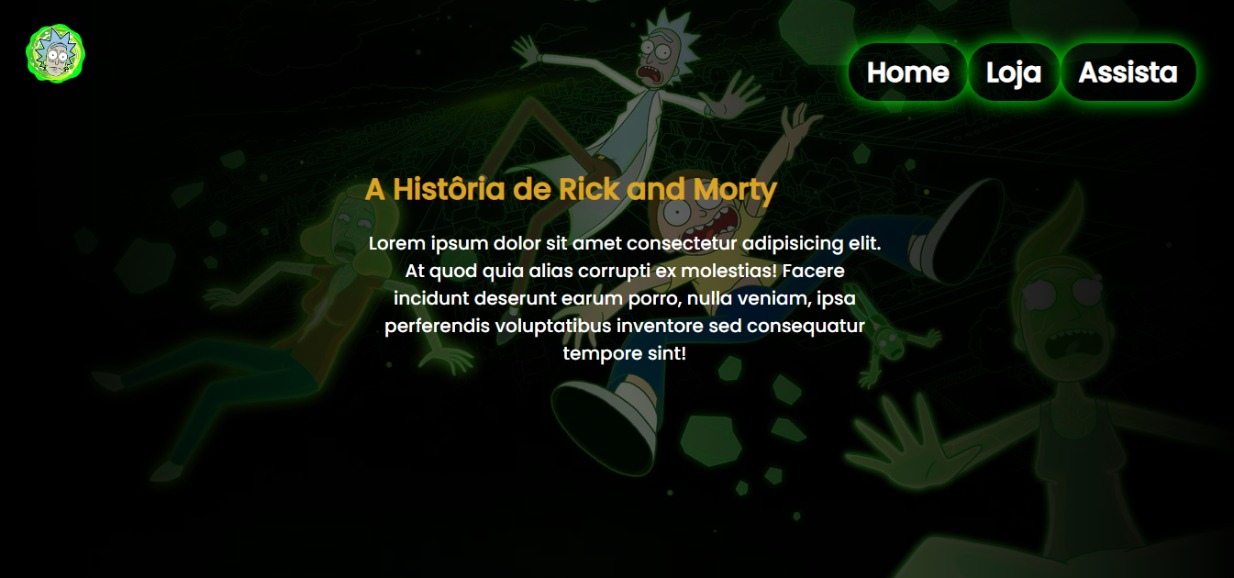 Home Loja Assista
A Histôria de Rick and Morty
Lorem ipsum dolor sit amet consectetur adipisicing elit.
At quod quia alias corrupti ex molestias! Facere
incidunt deserunt earum porro, nulla veniam, ipsa
perferendis voluptatibus inventore sed consequatur
tempore sint!